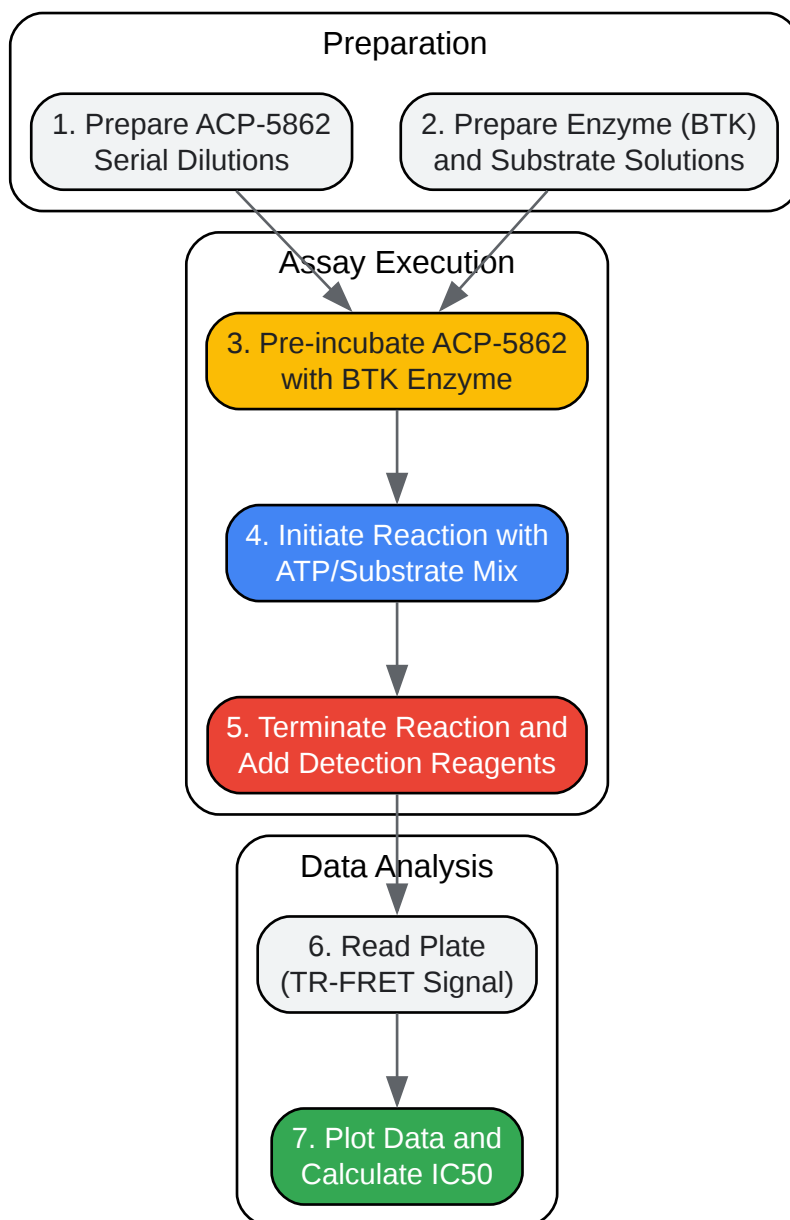 Preparation
1. Prepare ACP-5862
Serial Dilutions
2. Prepare Enzyme (BTK)
and Substrate Solutions
Assay Execution
3. Pre-incubate ACP-5862
with BTK Enzyme
4. Initiate Reaction with
ATP/Substrate Mix
5. Terminate Reaction and
Add Detection Reagents
Data Analysis
6. Read Plate
(TR-FRET Signal)
7. Plot Data and
Calculate IC50